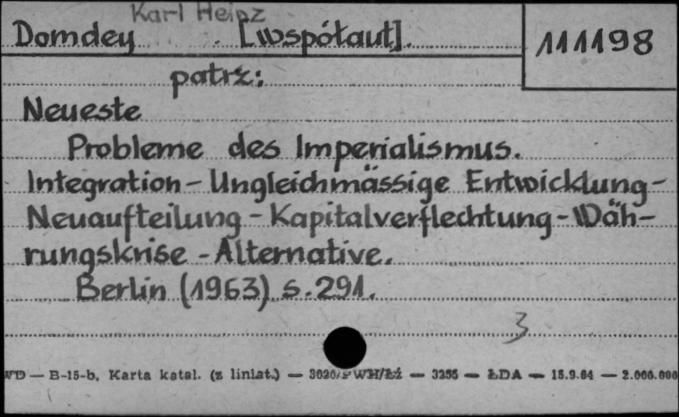 Karl Heinz
Domdey [współaut]. 111198
patrz:
Neueste
Probleme des Imperialismus.
Integration - Ungleichmässige Entwicklung -
Neuaufteilung - Kapitalverflechtung - Wäh-
rungskrise - Alternative.
Berlin (1963) s. 291.
3
WD — B-15-b, Karta katal. (z liniat.) — 3020/PWH/Łź — 3255 — ŁDA — 15.9.64 — 2.000.000